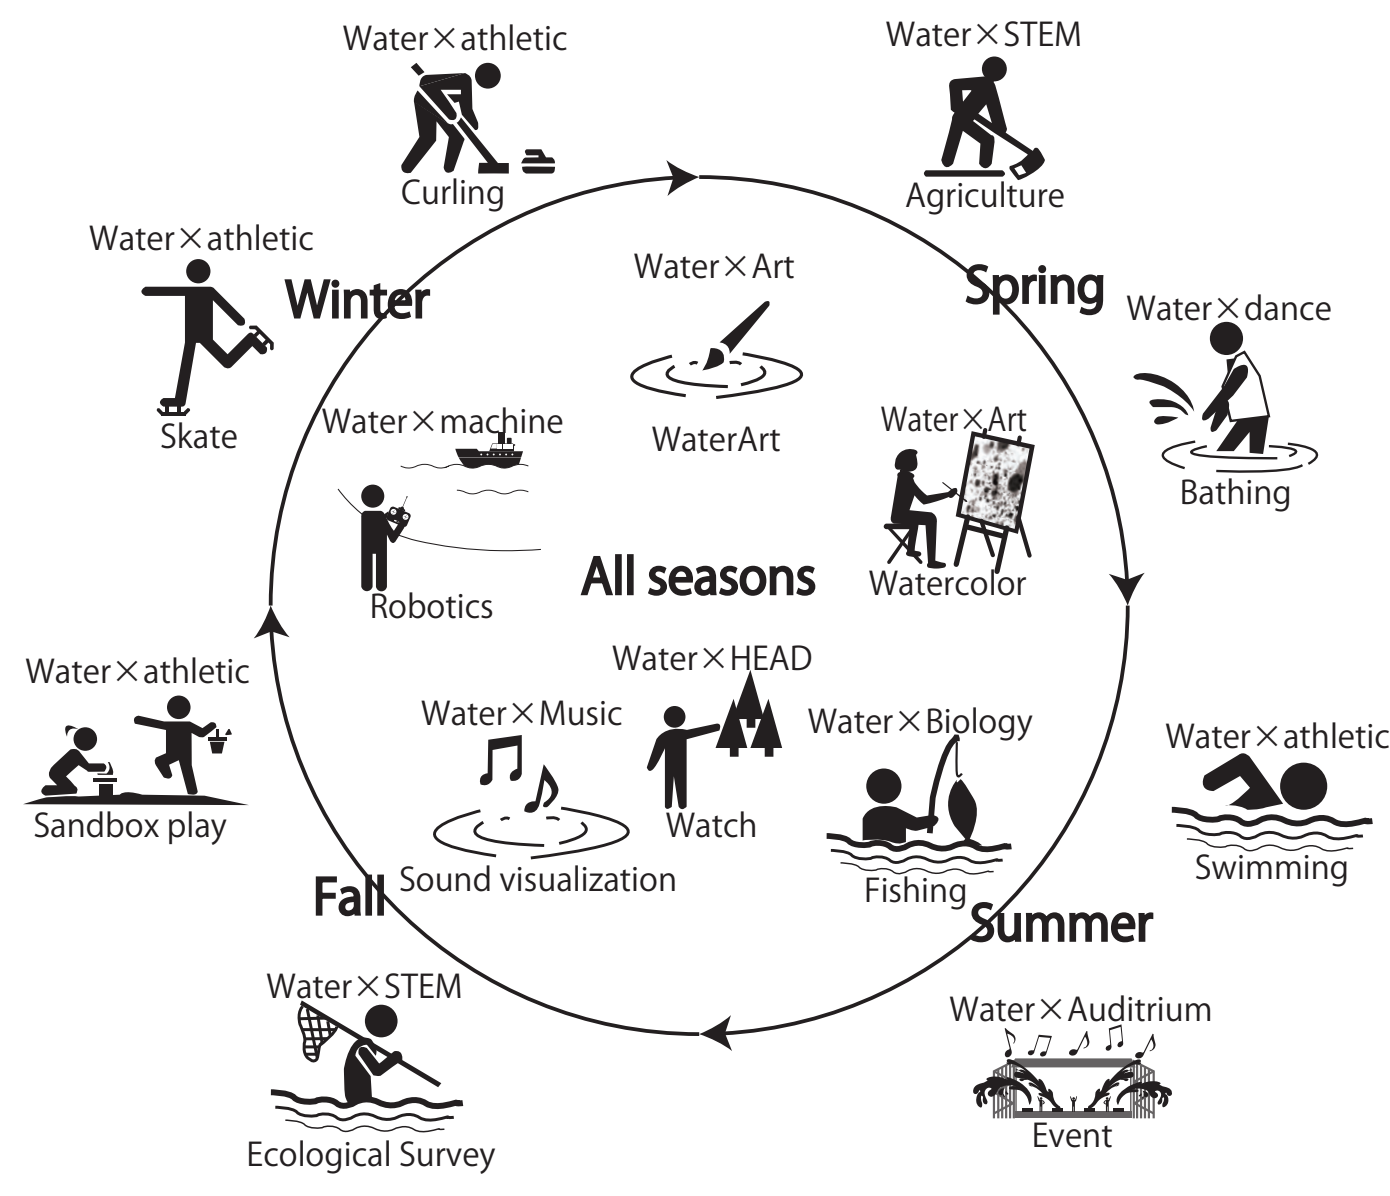 Water×athletic
Curling
Water×STEM
Agriculture
Water×athletic
Skate
Winter
Water×Art
WaterArt
Spring
Water×dance
Bathing
Water×machine
Robotics
Water×Art
Watercolor
All seasons
Water×athletic
Sandbox play
Water×Music
Sound visualization
Water×HEAD
Watch
Water×Biology
Fishing
Water×athletic
Swimming
Fall
Summer
Water×STEM
Ecological Survey
Water×Auditrium
Event